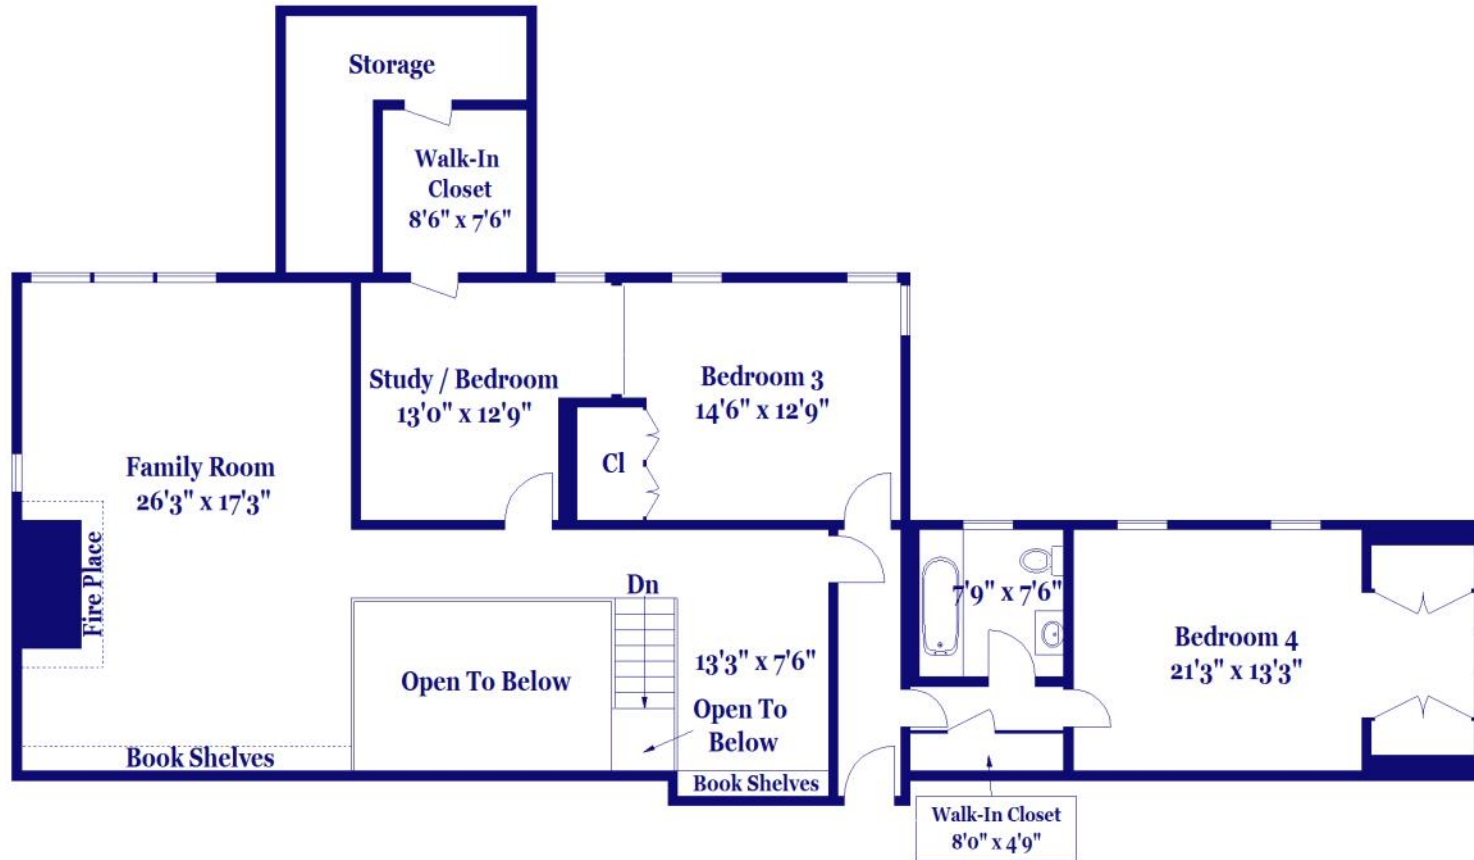 Storage
Walk-In
Closet
8'6" x 7'6"
Study / Bedroom
13'0" x 12'9"
Bedroom 3
14'6" x 12'9"
Cl
Family Room
26'3" x 17'3"
Fire Place
Dn
7'9" x 7'6"
Bedroom 4
21'3" x 13'3"
13'3" x 7'6"
Open To Below
Open To
Below
Book Shelves
Book Shelves
Walk-In Closet
8'0" x 4'9"